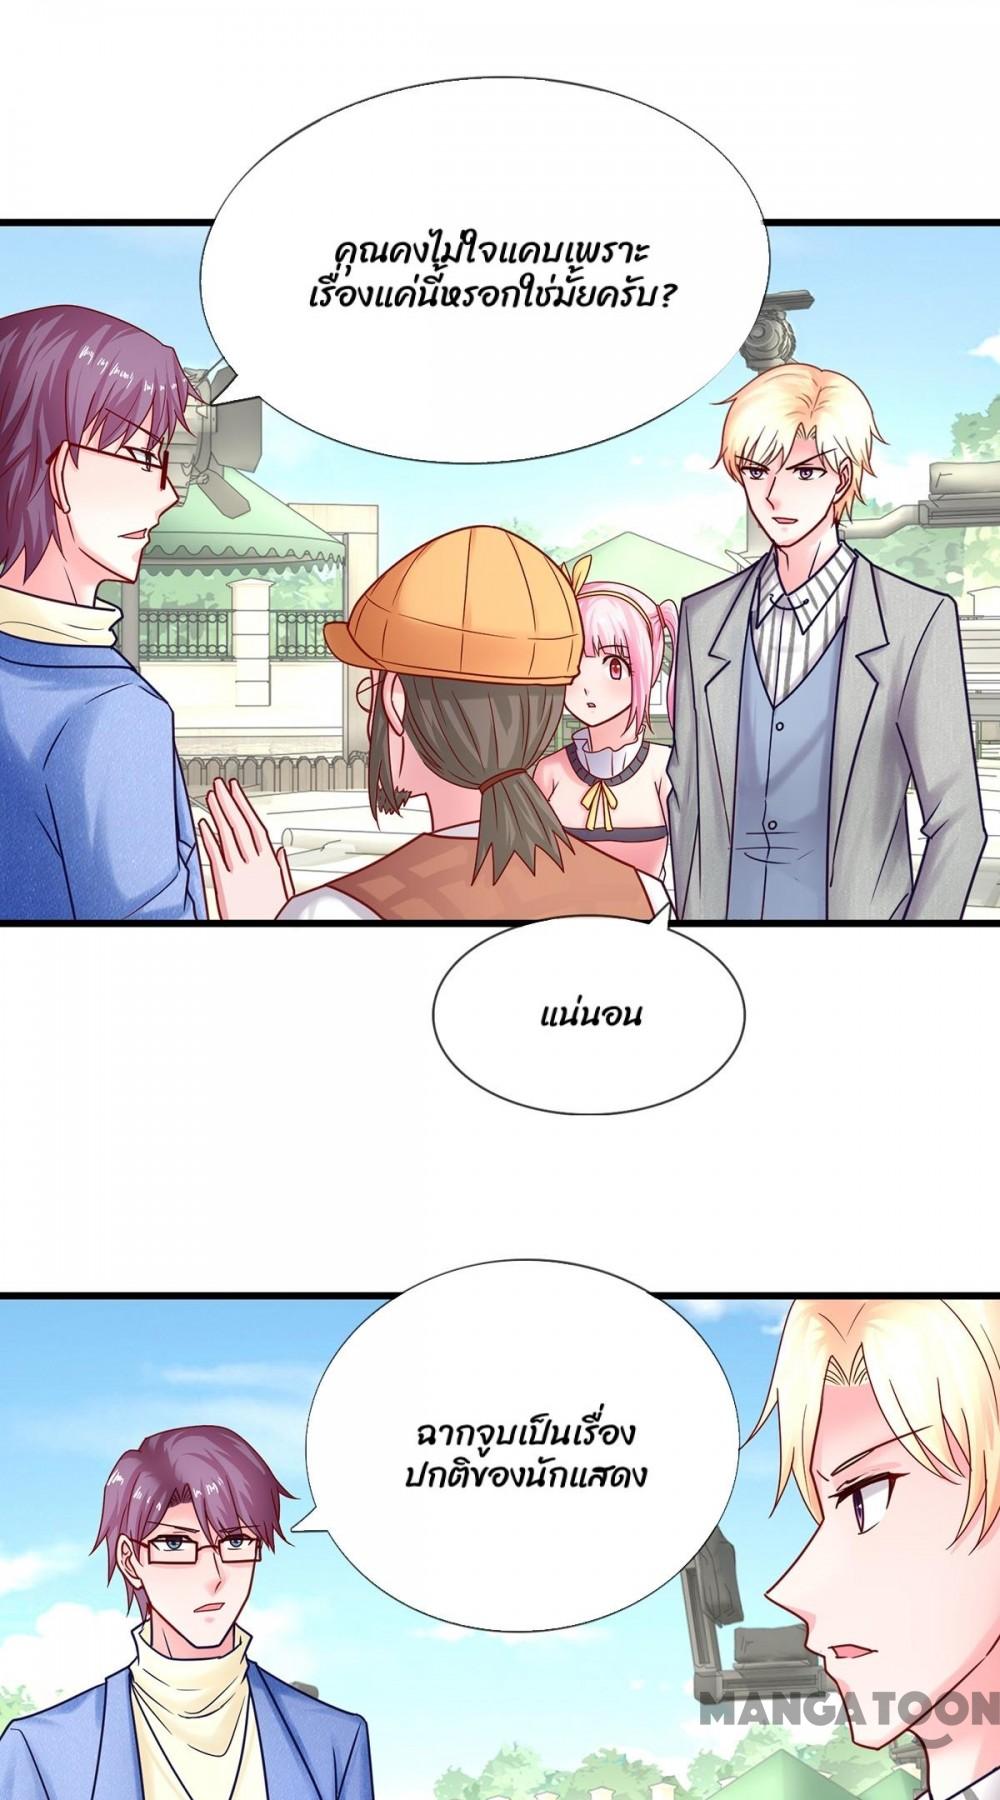 คุณคงไม่ใจแคบเพราะ
เรื่องแค่นี้หรอกใช่มั้ยครับ?
แน่นอน
ฉากจูบเป็นเรื่อง
ปกติของนักแสดง
MANGATOON